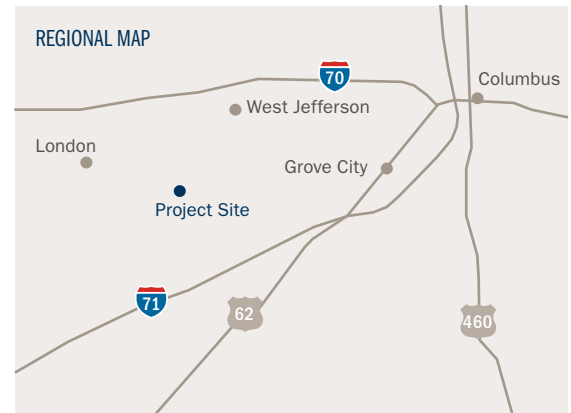 REGIONAL MAP
70
Columbus
West Jefferson
London
Grove City
Project Site
71
62
460